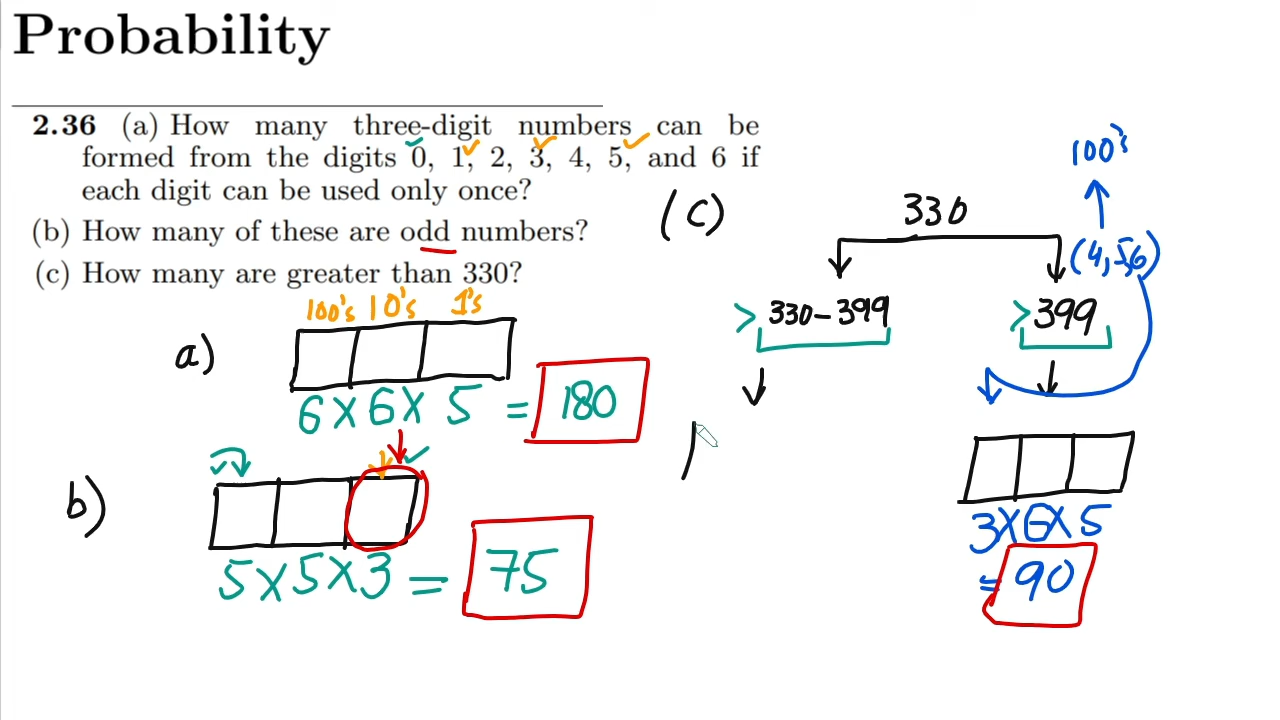 Probability
2.36 (a) How many three-digit numbers can be
formed from the digits 0, 1, 2, 3, 4, 5, and 6 if
each digit can be used only once?
(b) How many of these are odd numbers?
(c) How many are greater than 330?
a)
100's 10's 1's
6 × 6 × 5 = 180
b)
5 × 5 × 3 = 75
(c)
330
100's
(4,5,6)
> 330-399
> 399
3×6×5
= 90